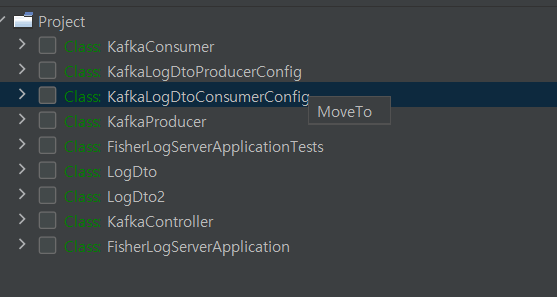 Project
Class: KafkaConsumer
Class: KafkaLogDtoProducerConfig
Class: KafkaLogDtoConsumerConfig
MoveTo
Class: KafkaProducer
Class: FisherLogServerApplicationTests
Class: LogDto
Class: LogDto2
Class: KafkaController
Class: FisherLogServerApplication